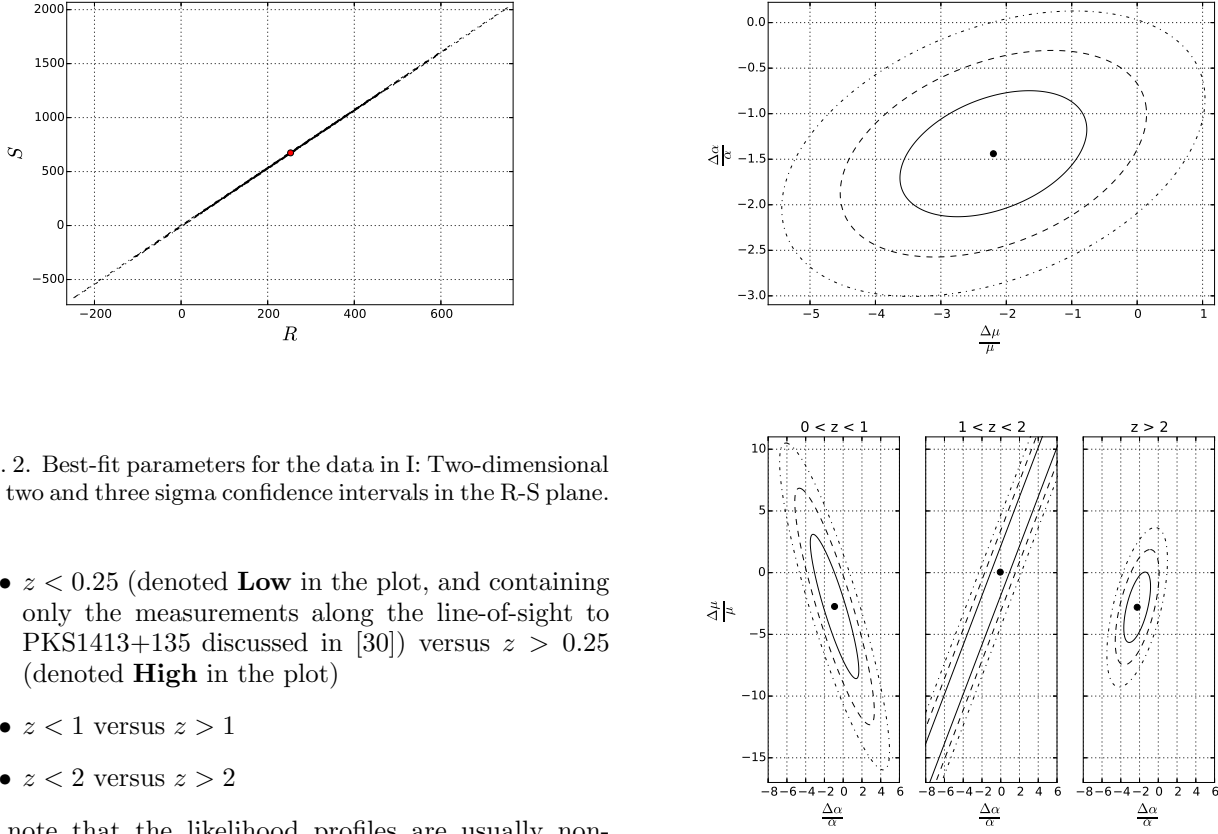 2000
1500
1000
500
0
−500
S
−200 0 200 400 600
R
. 2. Best-fit parameters for the data in I: Two-dimensional
two and three sigma confidence intervals in the R-S plane.
• z < 0.25 (denoted Low in the plot, and containing
only the measurements along the line-of-sight to
PKS1413+135 discussed in [30]) versus z > 0.25
(denoted High in the plot)
• z < 1 versus z > 1
• z < 2 versus z > 2
note that the likelihood profiles are usually non-
0.0
−0.5
−1.0
−1.5
−2.0
−2.5
−3.0
Δα
α
−5 −4 −3 −2 −1 0 1
Δμ
μ
0 < z < 1 1 < z < 2 z > 2
10
5
0
−5
−10
−15
Δμ
μ
−8 −6 −4 −2 0 2 4 6 −8 −6 −4 −2 0 2 4 6 −8 −6 −4 −2 0 2 4 6
Δα Δα Δα
α α α